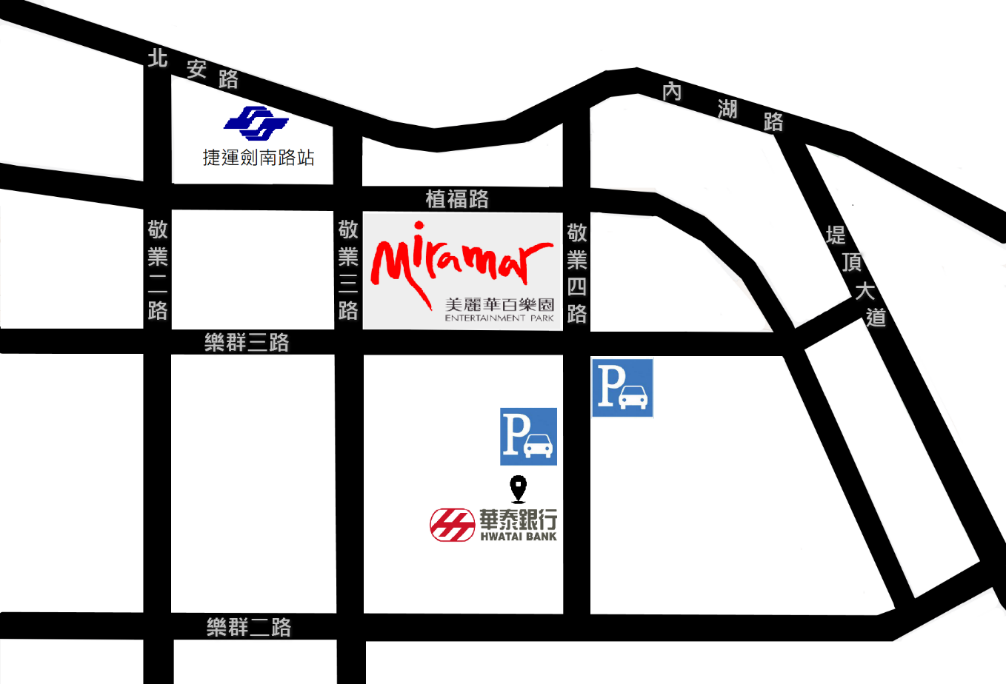 北安路
內湖路
捷運劍南路站
植福路
敬業二路
敬業三路
Miramar
美麗華百樂園
ENTERTAINMENT PARK
敬業四路
堤頂大道
樂群三路
P
P
華泰銀行
HWATAI BANK
樂群二路